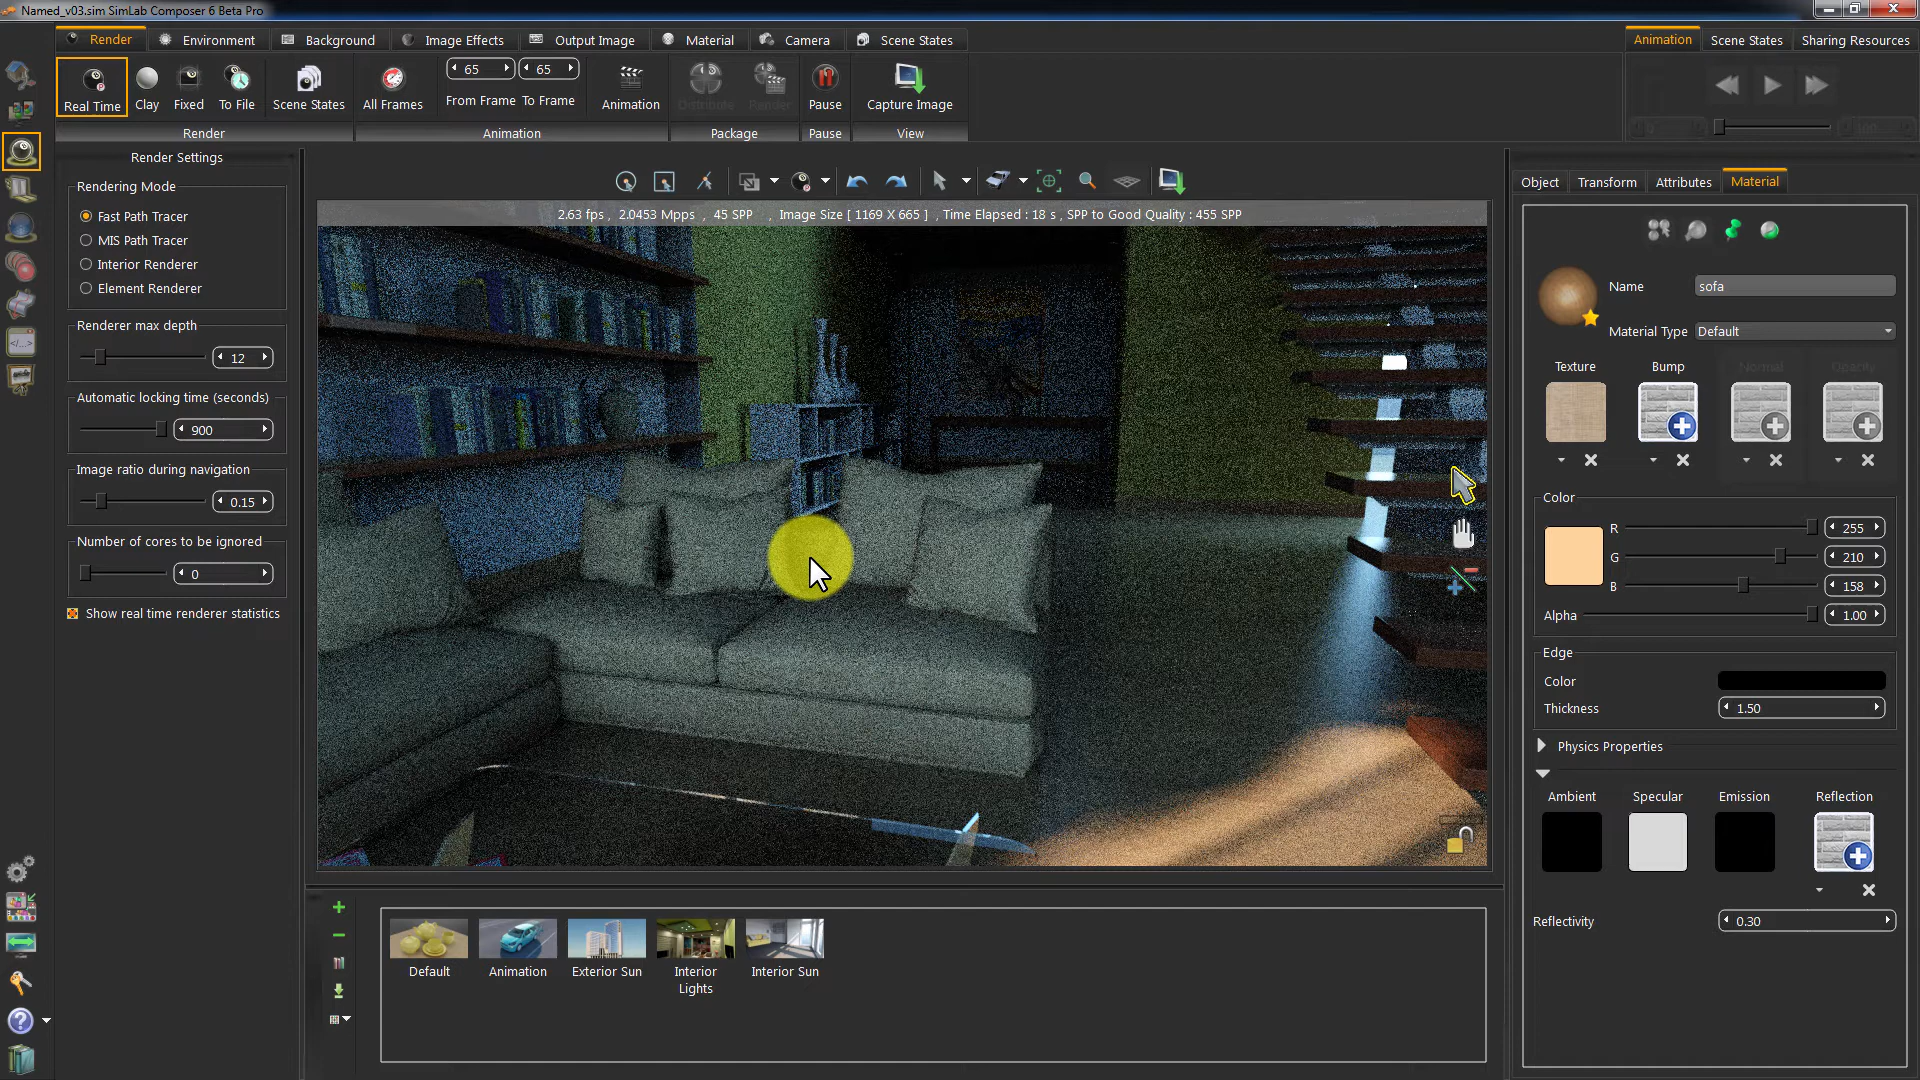 Named_v03.sim SimLab Composer 6 Beta Pro
Render
Environment
Background
Image Effects
Output Image
Material
Camera
Scene States
Animation
Scene States
Sharing Resources
Real Time
Clay
Fixed
To File
Scene States
All Frames
65
65
From Frame
To Frame
Animation
Distribute
Render
Pause
Capture Image
Render
Animation
Package
Pause
View
Render Settings
Rendering Mode
Fast Path Tracer
MIS Path Tracer
Interior Renderer
Element Renderer
Renderer max depth
12
Automatic locking time (seconds)
900
Image ratio during navigation
0.15
Number of cores to be ignored
0
Show real time renderer statistics
2.63 fps , 2.0453 Mpps , 45 SPP , Image Size [ 1169 X 665 ] , Time Elapsed : 18 s , SPP to Good Quality : 455 SPP
Default
Animation
Exterior Sun
Interior Lights
Interior Sun
Object
Transform
Attributes
Material
Name
sofa
Material Type
Default
Texture
Bump
Normal
Opacity
Color
R
255
G
210
B
158
Alpha
1.00
Edge
Color
Thickness
1.50
Physics Properties
Ambient
Specular
Emission
Reflection
Reflectivity
0.30